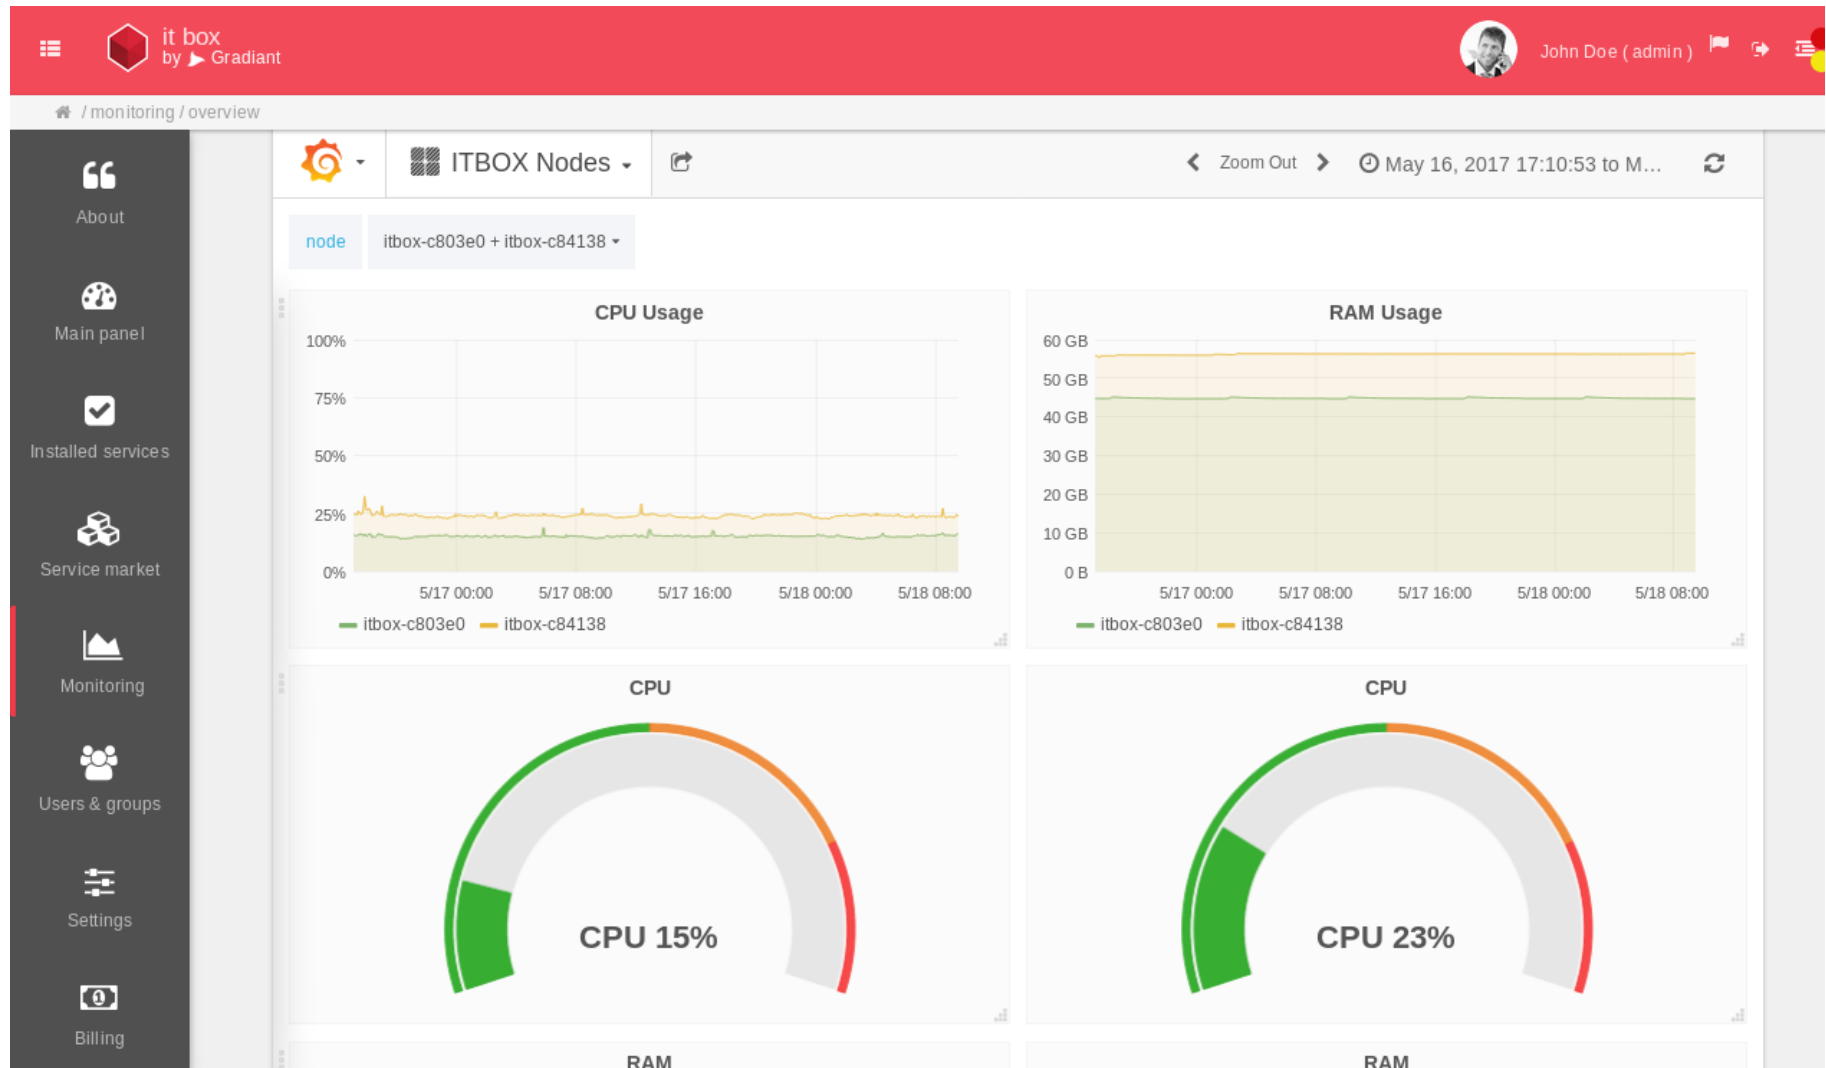 it box
by Gradiant
John Doe ( admin )
/ monitoring / overview
About
Main panel
Installed services
Service market
Monitoring
Users & groups
Settings
Billing
ITBOX Nodes
Zoom Out
May 16, 2017 17:10:53 to M...
node
itbox-c803e0 + itbox-c84138
CPU Usage
100%
75%
50%
25%
0%
5/17 00:00 5/17 08:00 5/17 16:00 5/18 00:00 5/18 08:00
itbox-c803e0 itbox-c84138
RAM Usage
60 GB
50 GB
40 GB
30 GB
20 GB
10 GB
0 B
5/17 00:00 5/17 08:00 5/17 16:00 5/18 00:00 5/18 08:00
itbox-c803e0 itbox-c84138
CPU
CPU 15%
CPU
CPU 23%
RAM
RAM